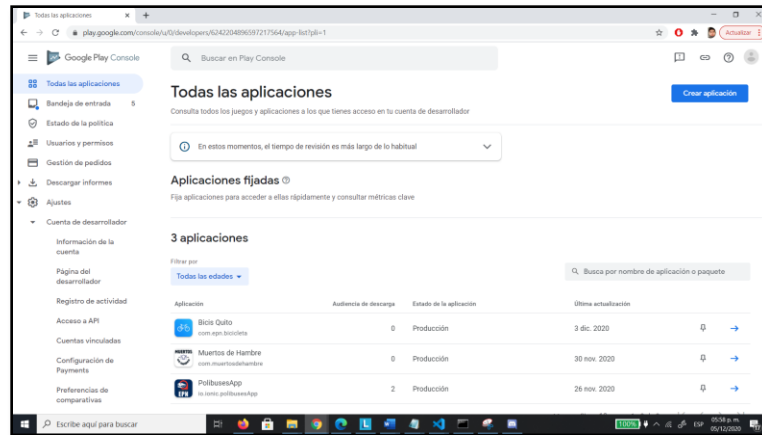 Todas las aplicaciones
play.google.com/console/u/0/developers/6242204896597217564/app-list?pli=1
Actualizar
Google Play Console
Buscar en Play Console
Todas las aplicaciones
Bandeja de entrada 5
Estado de la política
Usuarios y permisos
Gestión de pedidos
Descargar informes
Ajustes
Cuenta de desarrollador
Información de la
cuenta
Página del
desarrollador
Registro de actividad
Acceso a API
Cuentas vinculadas
Configuración de
Payments
Preferencias de
comparativas
Todas las aplicaciones
Crear aplicación
Consulta todos los juegos y aplicaciones a los que tienes acceso en tu cuenta de desarrollador
En estos momentos, el tiempo de revisión es más largo de lo habitual
Aplicaciones fijadas
Fija aplicaciones para acceder a ellas rápidamente y consultar métricas clave
3 aplicaciones
Filtrar por
Todas las edades
Busca por nombre de aplicación o paquete
Aplicación Audiencia de descarga Estado de la aplicación Última actualización
Bicis Quito
com.epn.bicicleta
0 Producción 3 dic. 2020
MUERTOS
Muertos de Hambre
com.muertosdehambre
0 Producción 30 nov. 2020
EPN
PolibusesApp
io.ionic.polibusesApp
2 Producción 26 nov. 2020
Escribe aquí para buscar
100%
ESP
05:58 p. m.
05/12/2020